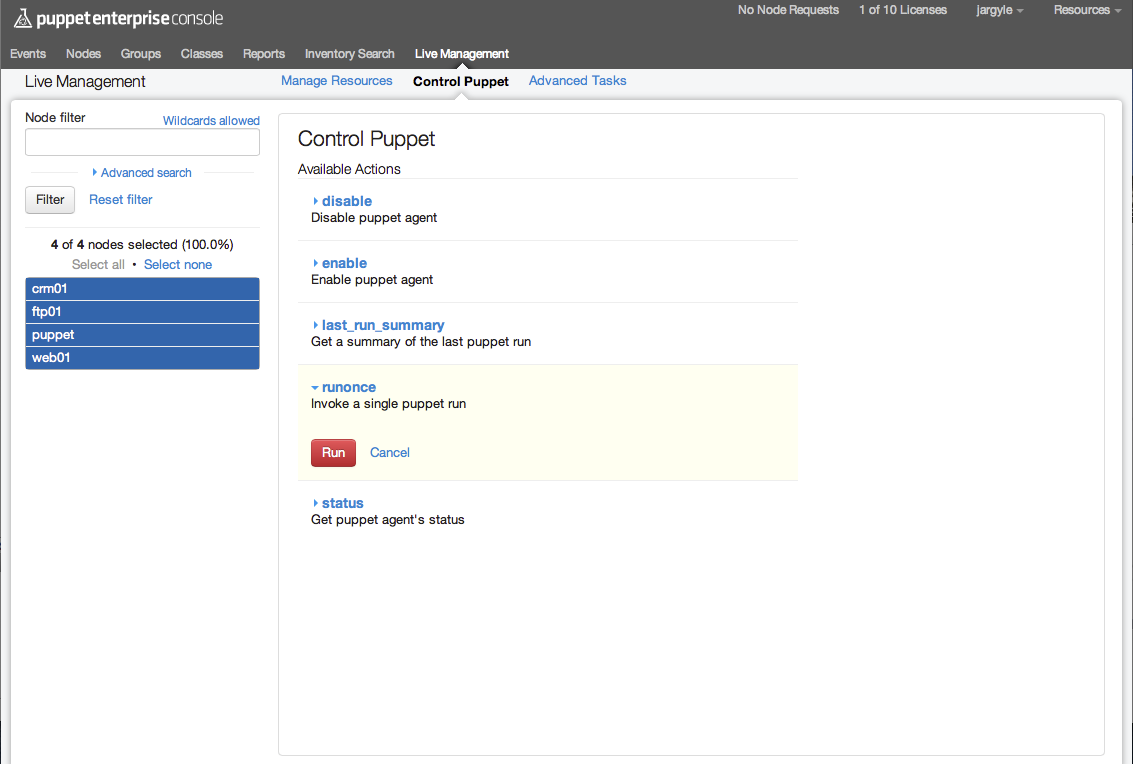 puppet enterprise console
No Node Requests 1 of 10 Licenses jargyle Resources
Events Nodes Groups Classes Reports Inventory Search Live Management
Live Management
Manage Resources Control Puppet Advanced Tasks
Node filter Wildcards allowed
Advanced search
Filter Reset filter
4 of 4 nodes selected (100.0%)
Select all • Select none
crm01
ftp01
puppet
web01
Control Puppet
Available Actions
disable
Disable puppet agent
enable
Enable puppet agent
last_run_summary
Get a summary of the last puppet run
runonce
Invoke a single puppet run
Run Cancel
status
Get puppet agent's status